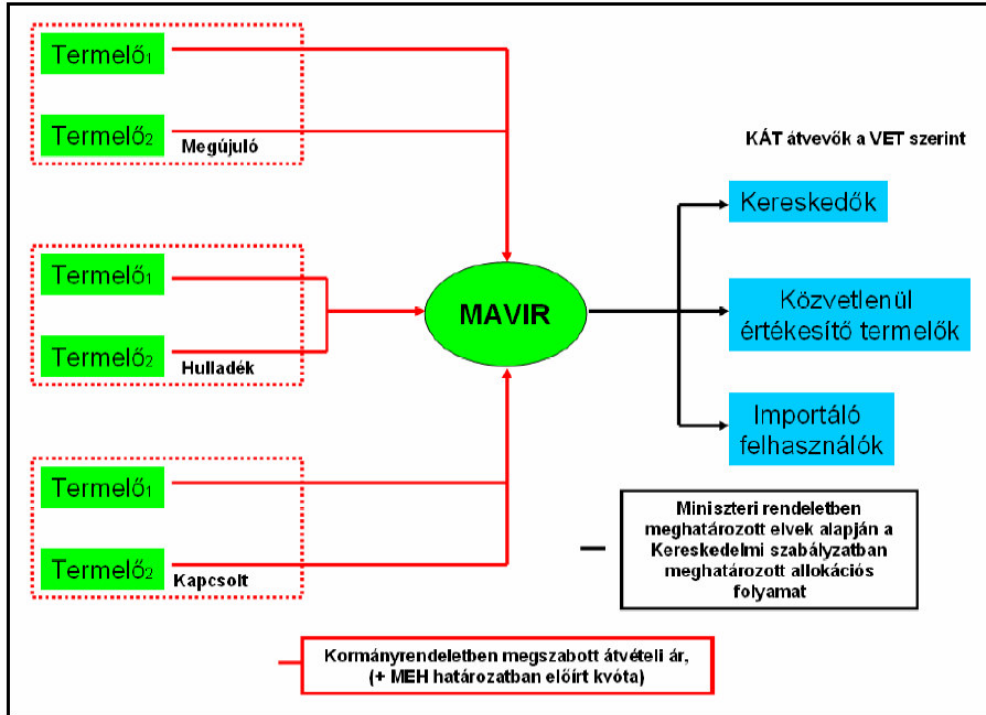 Termelő1
Termelő2
Megújuló
Termelő1
Termelő2
Hulladék
Termelő1
Termelő2
Kapcsolt
MAVIR
KÁT átvevők a VET szerint
Kereskedők
Közvetlenül
értékesítő termelők
Importáló
felhasználók
Miniszteri rendeletben
meghatározott elvek alapján a
Kereskedelmi szabályzatban
meghatározott allokációs
folyamat
Kormányrendeletben megszabott átvételi ár,
(+ MEH határozatban előírt kvóta)